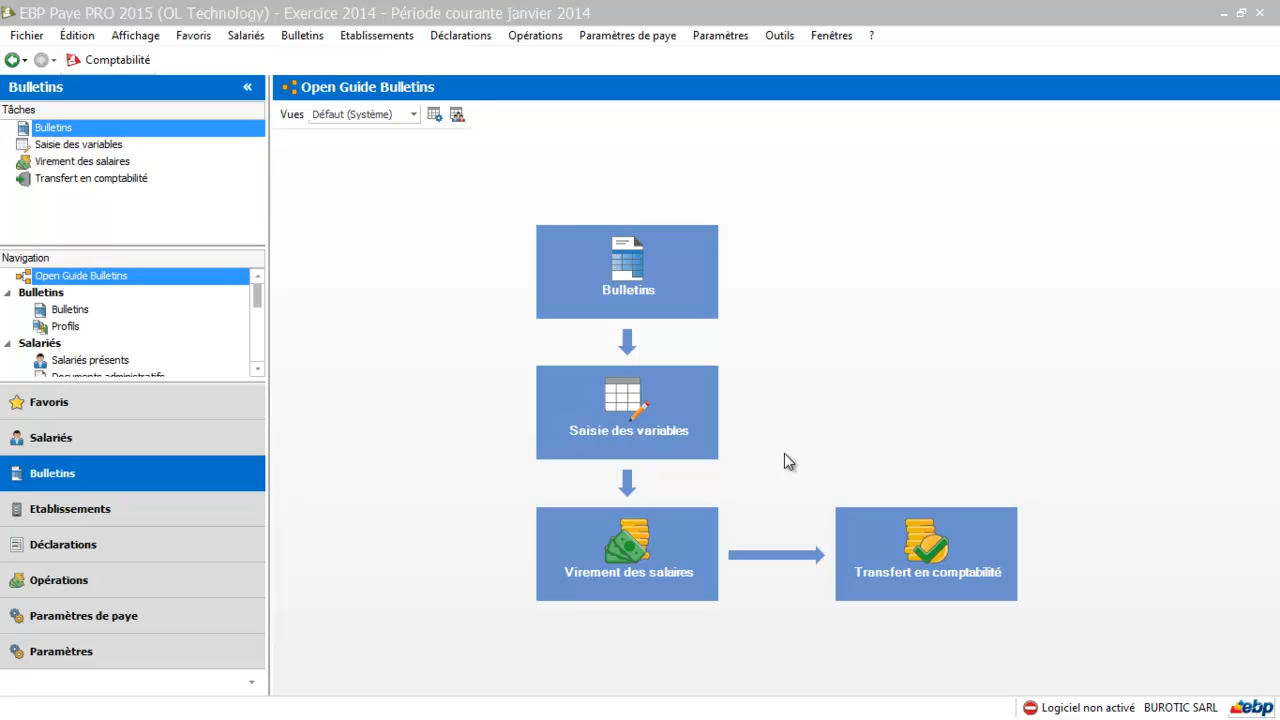 EBP Paye PRO 2015 (OL Technology) - Exercice 2014 - Période courante janvier 2014
Fichier Édition Affichage Favoris Salariés Bulletins Etablissements Déclarations Opérations Paramètres de paye Paramètres Outils Fenêtres ?
Comptabilité
Bulletins «
Tâches
Bulletins
Saisie des variables
Virement des salaires
Transfert en comptabilité
Navigation
Open Guide Bulletins
Bulletins
Bulletins
Profils
Salariés
Salariés présents
Documents administratifs
Favoris
Salariés
Bulletins
Etablissements
Déclarations
Opérations
Paramètres de paye
Paramètres
Open Guide Bulletins
Vues Défaut (Système)
Bulletins
Saisie des variables
Virement des salaires
Transfert en comptabilité
Logiciel non activé BUROTIC SARL ebp